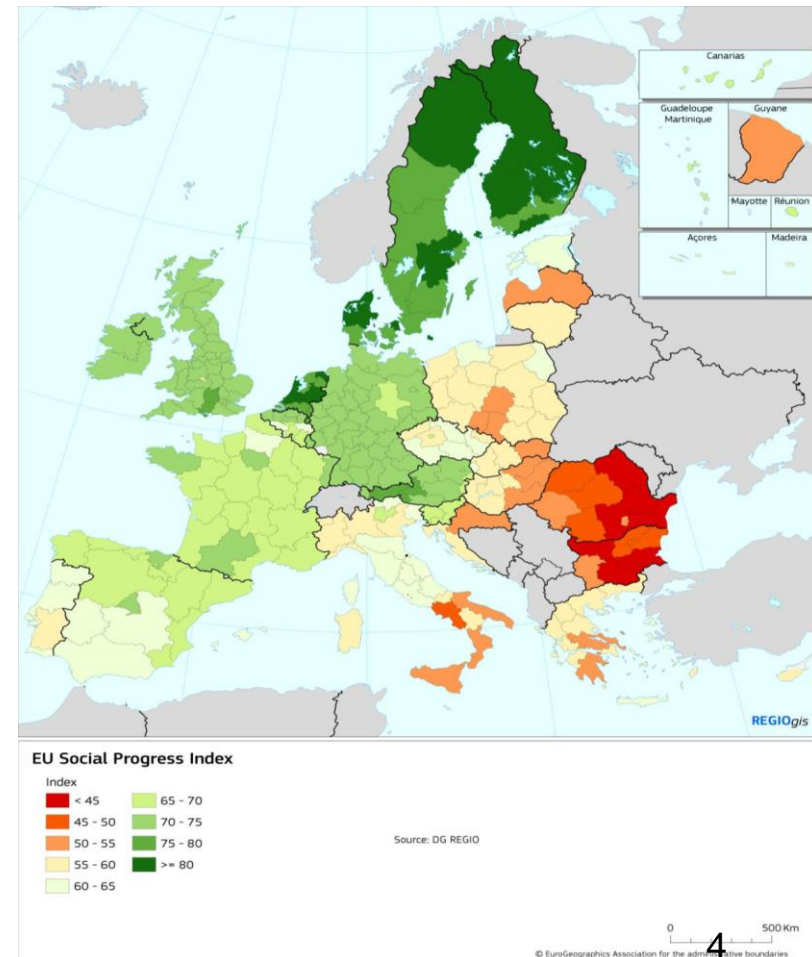 Canarias
Guadeloupe
Martinique
Guyane
Mayotte
Réunion
Açores
Madeira
REGIOgis
EU Social Progress Index
Index
< 45
45 - 50
50 - 55
55 - 60
60 - 65
65 - 70
70 - 75
75 - 80
>= 80
Source: DG REGIO
0 500 Km
4
© EuroGeographics Association for the administrative boundaries